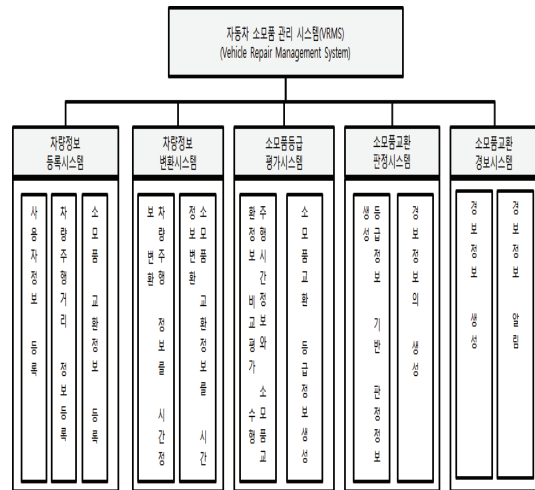 자동차 소모품 관리 시스템(VRMS)
(Vehicle Repair Management System)
차량정보
등록시스템
사용자정보 등록
차량주행거리 정보등록
소모품 교환정보 등록
차량정보
변환시스템
차량주행 정보를 시간정
보 변환
소모품 교환정보를 시간
정보변환
소모품등급
평가시스템
주행시간정보와 소모품교
환정보 비교평가 수행
소모품교환 등급정보생성
소모품교환
판정시스템
등급정보 기반 판정정보
생성
경보정보의 생성
소모품교환
경보시스템
경보정보 생성
경보정보 알림